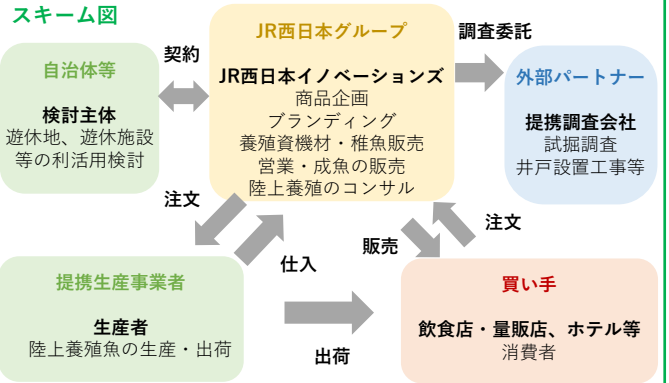 スキーム図
自治体等
検討主体
遊休地、遊休施設
等の利活用検討
契約
JR西日本グループ
JR西日本イノベーションズ
商品企画
ブランディング
養殖資機材・稚魚販売
営業・成魚の販売
陸上養殖のコンサル
調査委託
外部パートナー
提携調査会社
試掘調査
井戸設置工事等
注文
仕入
販売
注文
提携生産事業者
生産者
陸上養殖魚の生産・出荷
出荷
買い手
飲食店・量販店、ホテル等
消費者